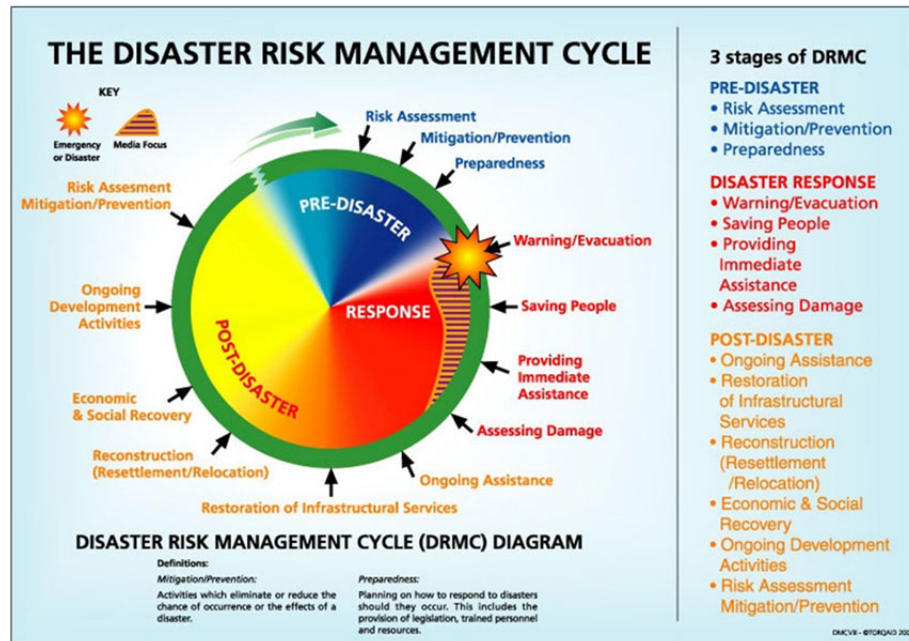 THE DISASTER RISK MANAGEMENT CYCLE
KEY
Emergency
or Disaster
Media Focus
Risk Assessment
Mitigation/Prevention
Preparedness
Warning/Evacuation
Saving People
Providing
Immediate
Assistance
Assessing Damage
Ongoing Assistance
Restoration of Infrastructural Services
Reconstruction
(Resettlement/Relocation)
Economic
& Social Recovery
Ongoing
Development
Activities
Risk Assesment
Mitigation/Prevention
PRE-DISASTER
RESPONSE
POST-DISASTER
DISASTER RISK MANAGEMENT CYCLE (DRMC) DIAGRAM
Definitions:
Mitigation/Prevention:
Activities which eliminate or reduce the
chance of occurrence or the effects of a
disaster.
Preparedness:
Planning on how to respond to disasters
should they occur. This includes the
provision of legislation, trained personnel
and resources.
3 stages of DRMC
PRE-DISASTER
• Risk Assessment
• Mitigation/Prevention
• Preparedness
DISASTER RESPONSE
• Warning/Evacuation
• Saving People
• Providing
Immediate
Assistance
• Assessing Damage
POST-DISASTER
• Ongoing Assistance
• Restoration
of Infrastructural
Services
• Reconstruction
(Resettlement
/Relocation)
• Economic & Social
Recovery
• Ongoing Development
Activities
• Risk Assessment
Mitigation/Prevention